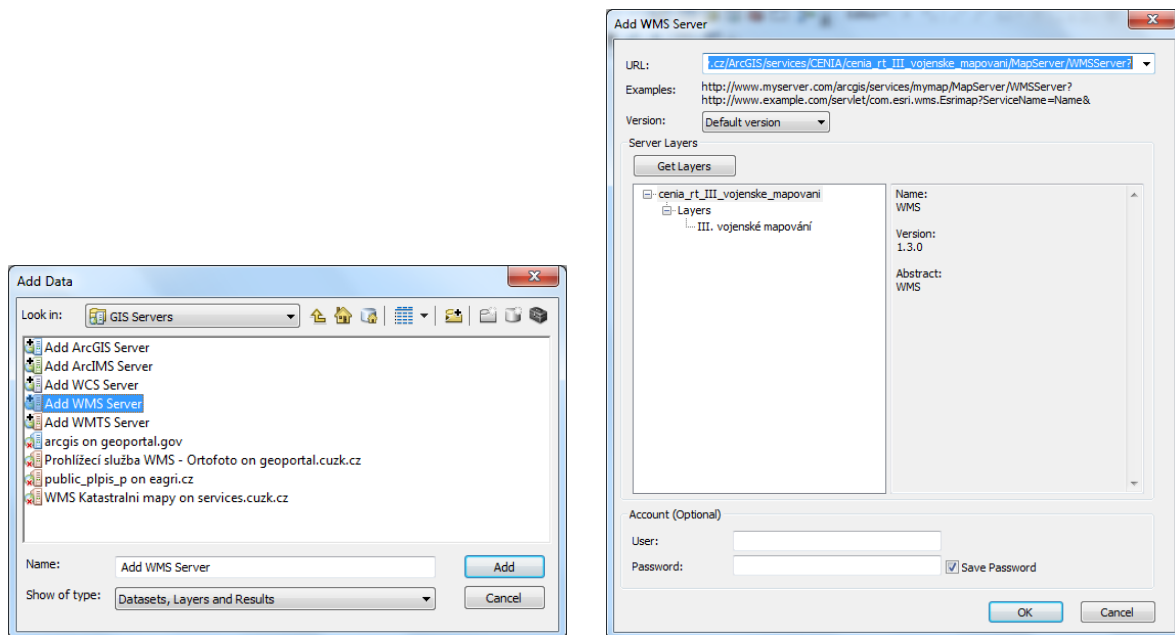 Add Data
Look in:
GIS Servers
Add ArcGIS Server
Add ArcIMS Server
Add WCS Server
Add WMS Server
Add WMTS Server
arcgis on geoportal.gov
Prohlížecí služba WMS - Ortofoto on geoportal.cuzk.cz
public_plpis_p on eagri.cz
WMS Katastralni mapy on services.cuzk.cz
Name:
Add WMS Server
Add
Show of type:
Datasets, Layers and Results
Cancel
Add WMS Server
URL:
.cz/ArcGIS/services/CENIA/cenia_rt_III_vojenske_mapovani/MapServer/WMSServer?
Examples:
http://www.myserver.com/arcgis/services/mymap/MapServer/WMSServer?
http://www.example.com/servlet/com.esri.wms.Esrimap?ServiceName=Name&
Version:
Default version
Server Layers
Get Layers
cenia_rt_III_vojenske_mapovani
Layers
III. vojenské mapování
Name:
WMS
Version:
1.3.0
Abstract:
WMS
Account (Optional)
User:
Password:
Save Password
OK
Cancel